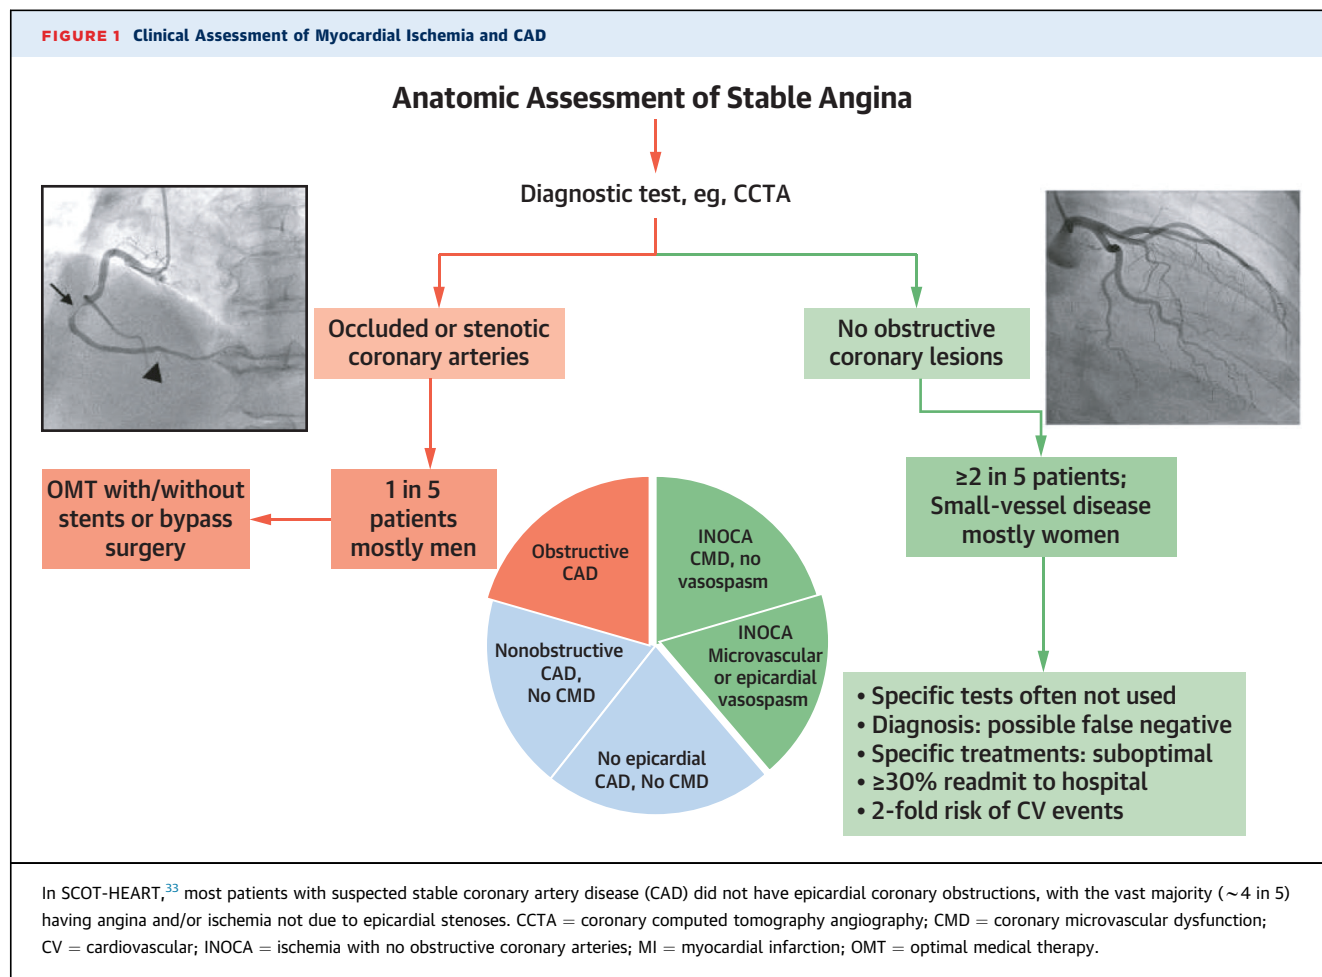 FIGURE 1 Clinical Assessment of Myocardial Ischemia and CAD
Anatomic Assessment of Stable Angina
Diagnostic test, eg, CCTA
Occluded or stenotic
coronary arteries
No obstructive
coronary lesions
OMT with/without
stents or bypass
surgery
1 in 5
patients
mostly men
≥2 in 5 patients;
Small-vessel disease
mostly women
Obstructive
CAD
INOCA
CMD, no
vasospasm
INOCA
Microvascular
or epicardial
vasospasm
Nonobstructive
CAD,
No CMD
No epicardial
CAD, No CMD
• Specific tests often not used
• Diagnosis: possible false negative
• Specific treatments: suboptimal
• ≥30% readmit to hospital
• 2-fold risk of CV events
In SCOT-HEART,33 most patients with suspected stable coronary artery disease (CAD) did not have epicardial coronary obstructions, with the vast majority (~4 in 5)
having angina and/or ischemia not due to epicardial stenoses. CCTA = coronary computed tomography angiography; CMD = coronary microvascular dysfunction;
CV = cardiovascular; INOCA = ischemia with no obstructive coronary arteries; MI = myocardial infarction; OMT = optimal medical therapy.